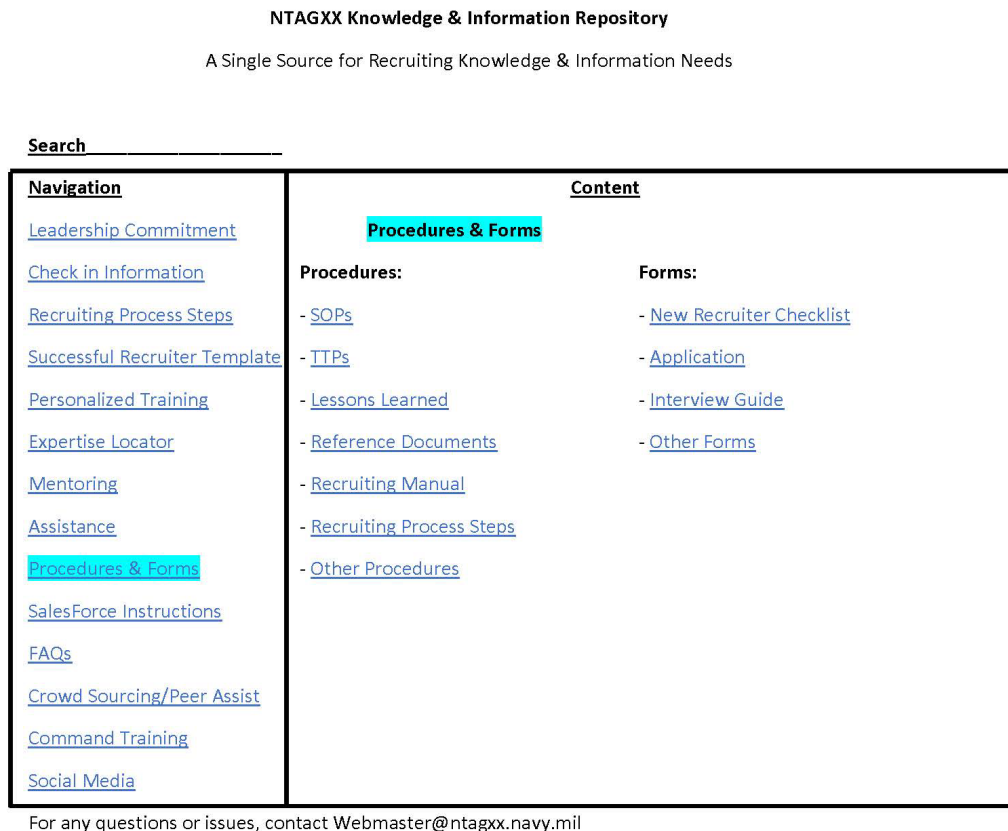 NTAGXX Knowledge & Information Repository
A Single Source for Recruiting Knowledge & Information Needs
Search___________________
Navigation
Leadership Commitment
Check in Information
Recruiting Process Steps
Successful Recruiter Template
Personalized Training
Expertise Locator
Mentoring
Assistance
Procedures & Forms
SalesForce Instructions
FAQs
Crowd Sourcing/Peer Assist
Command Training
Social Media
Content
Procedures & Forms
Procedures:
- SOPs
- TTPs
- Lessons Learned
- Reference Documents
- Recruiting Manual
- Recruiting Process Steps
- Other Procedures
Forms:
- New Recruiter Checklist
- Application
- Interview Guide
- Other Forms
For any questions or issues, contact Webmaster@ntagxx.navy.mil